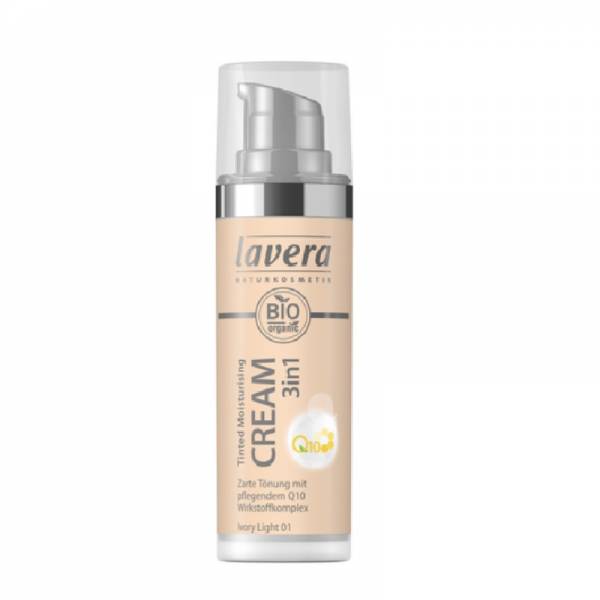 lavera
NATURKOSMETIK
BIO
organic
Tinted Moisturising
CREAM
3in1
Q10
Zarte Tönung mit
pflegendem Q10
Wirkstoffkomplex
Ivory Light 01